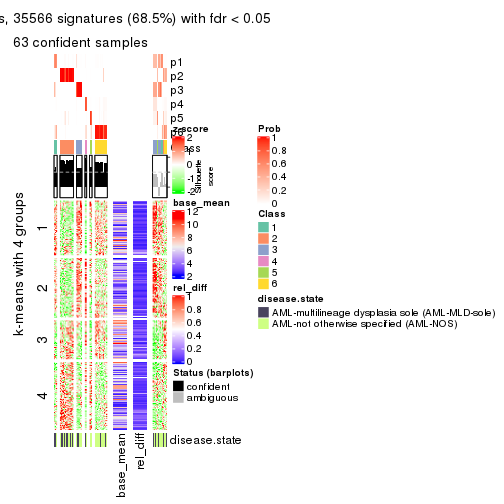 s, 35566 signatures (68.5%) with fdr < 0.05
63 confident samples
p1
p2
p3
p4
p5
z-score
2
1
0
-2
Silhouette
score
k-means with 4 groups
1
2
3
4
base_mean
12
10
8
6
4
2
rel_diff
1
0.8
0.6
0.4
0.2
0
Status (barplots)
confident
ambiguous
disease.state
base_mean
rel_diff
Prob
1
0.8
0.6
0.4
0.2
0
Class
1
2
3
4
5
6
disease.state
AML-multilineage dysplasia sole (AML-MLD-sole)
AML-not otherwise specified (AML-NOS)